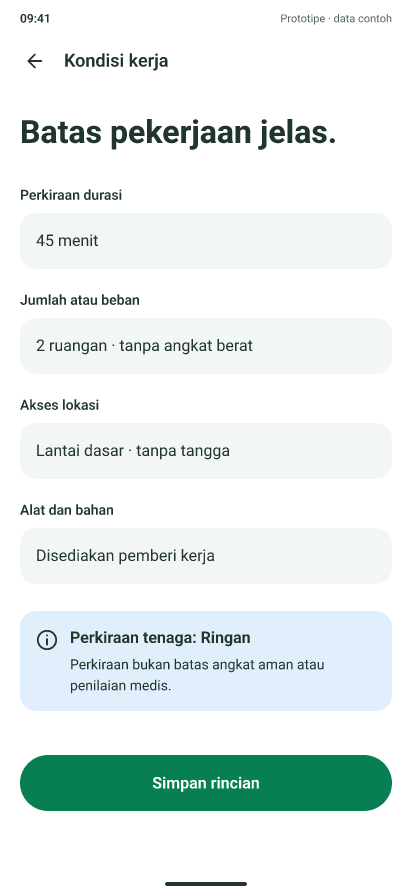 09:41
Prototipe · data contoh
Kondisi kerja
Batas pekerjaan jelas.
Perkiraan durasi
45 menit
Jumlah atau beban
2 ruangan · tanpa angkat berat
Akses lokasi
Lantai dasar · tanpa tangga
Alat dan bahan
Disediakan pemberi kerja
Perkiraan tenaga: Ringan
Perkiraan bukan batas angkat aman atau
penilaian medis.
Simpan rincian